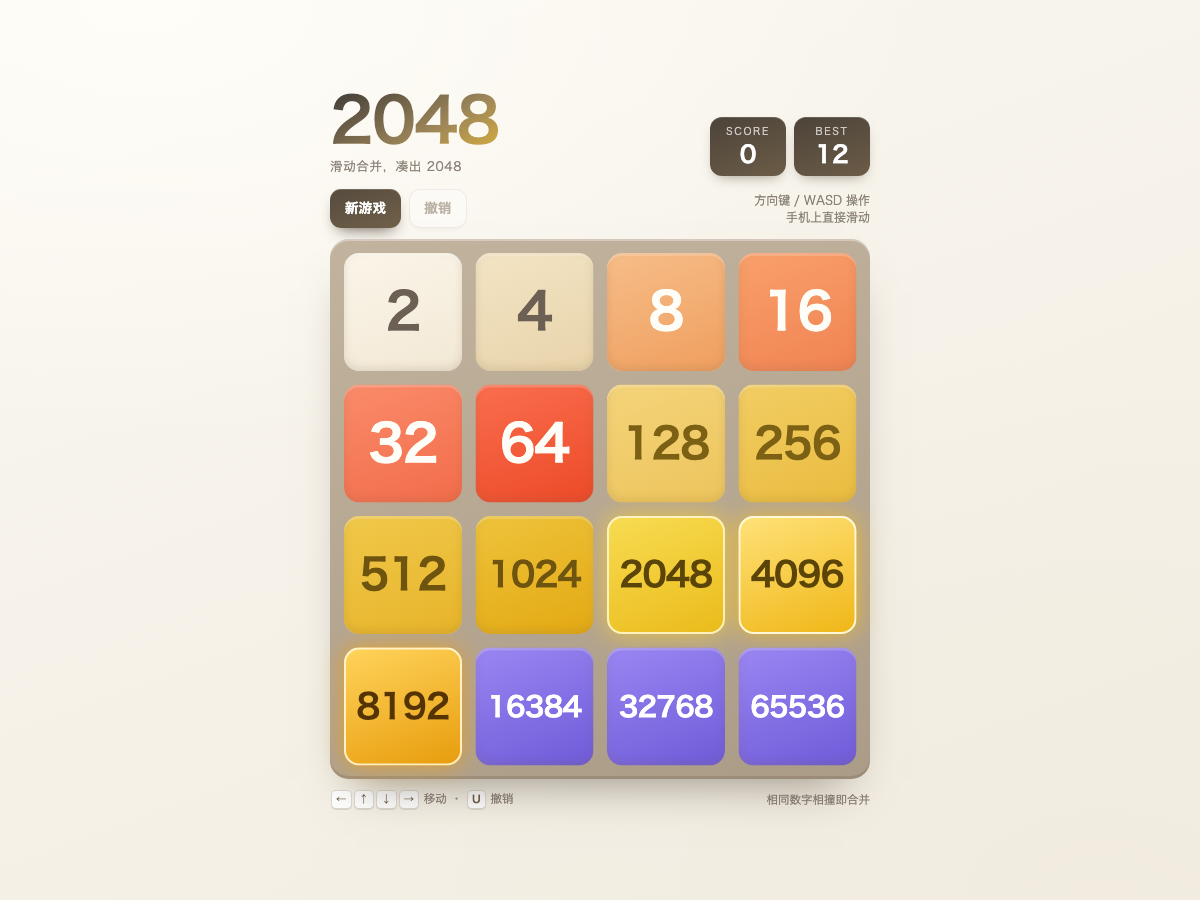 2048
滑动合并，凑出 2048
SCORE
0
BEST
12
新游戏
撤销
方向键 / WASD 操作
手机上直接滑动
2 4 8 16
32 64 128 256
512 1024 2048 4096
8192 16384 32768 65536
← ↑ ↓ → 移动 · U 撤销
相同数字相撞即合并